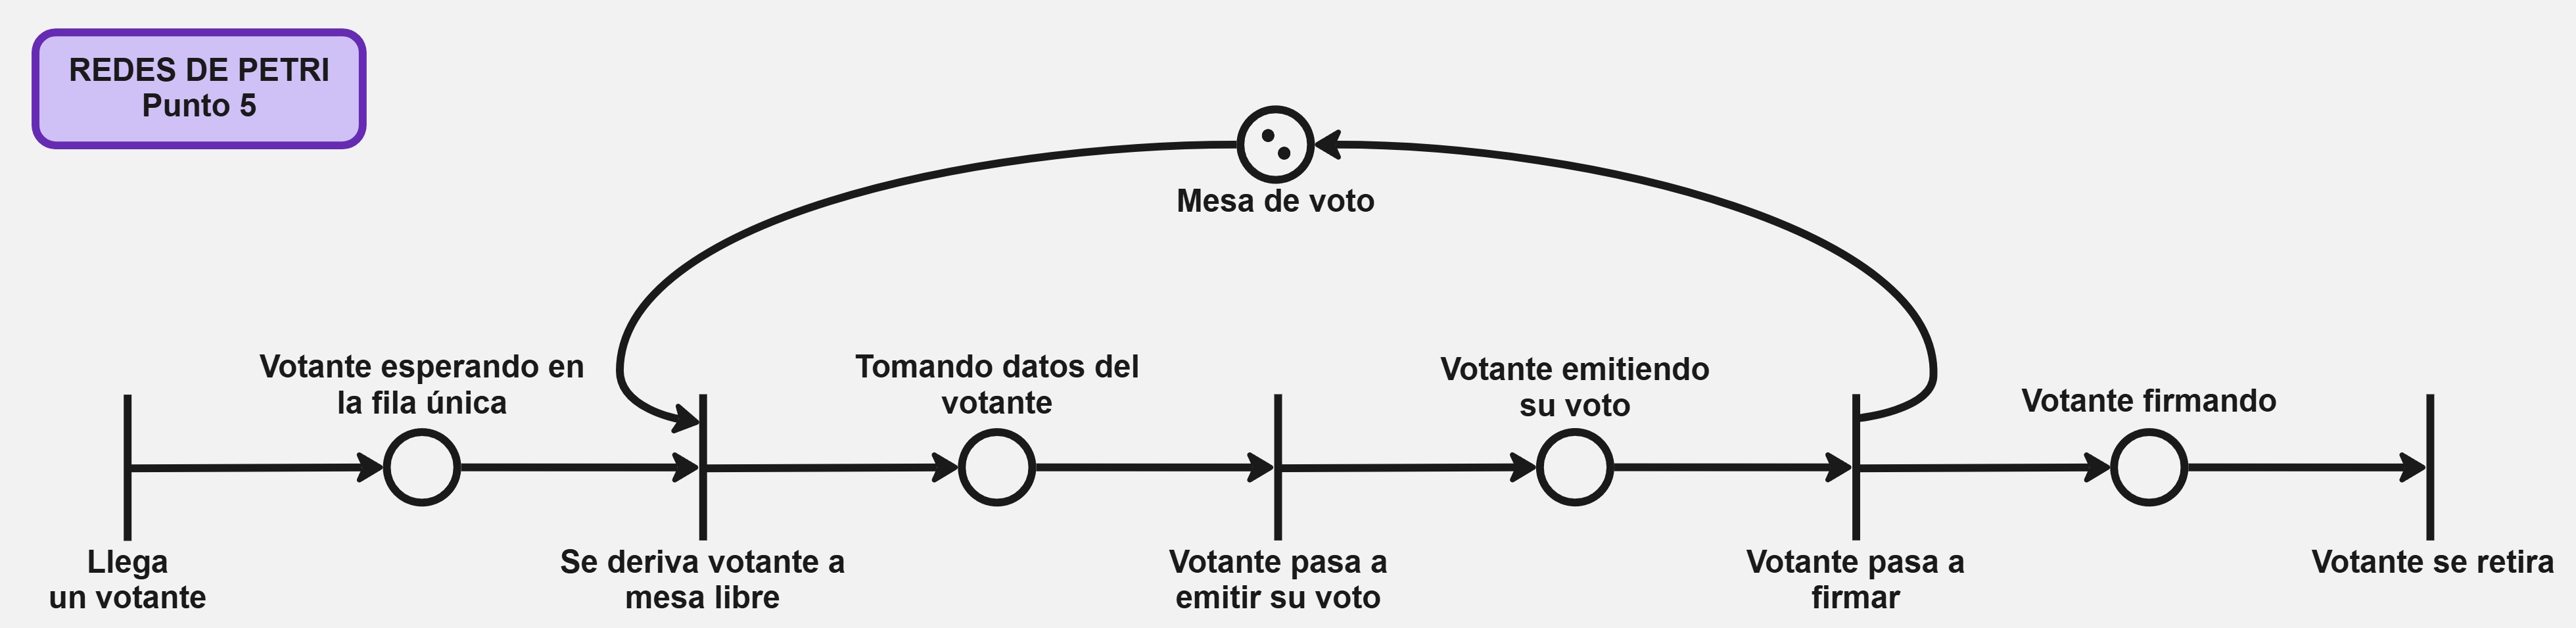 REDES DE PETRI
Punto 5
Mesa de voto
Votante esperando en
la fila única
Tomando datos del
votante
Votante emitiendo
su voto
Votante firmando
Llega
un votante
Se deriva votante a
mesa libre
Votante pasa a
emitir su voto
Votante pasa a
firmar
Votante se retira